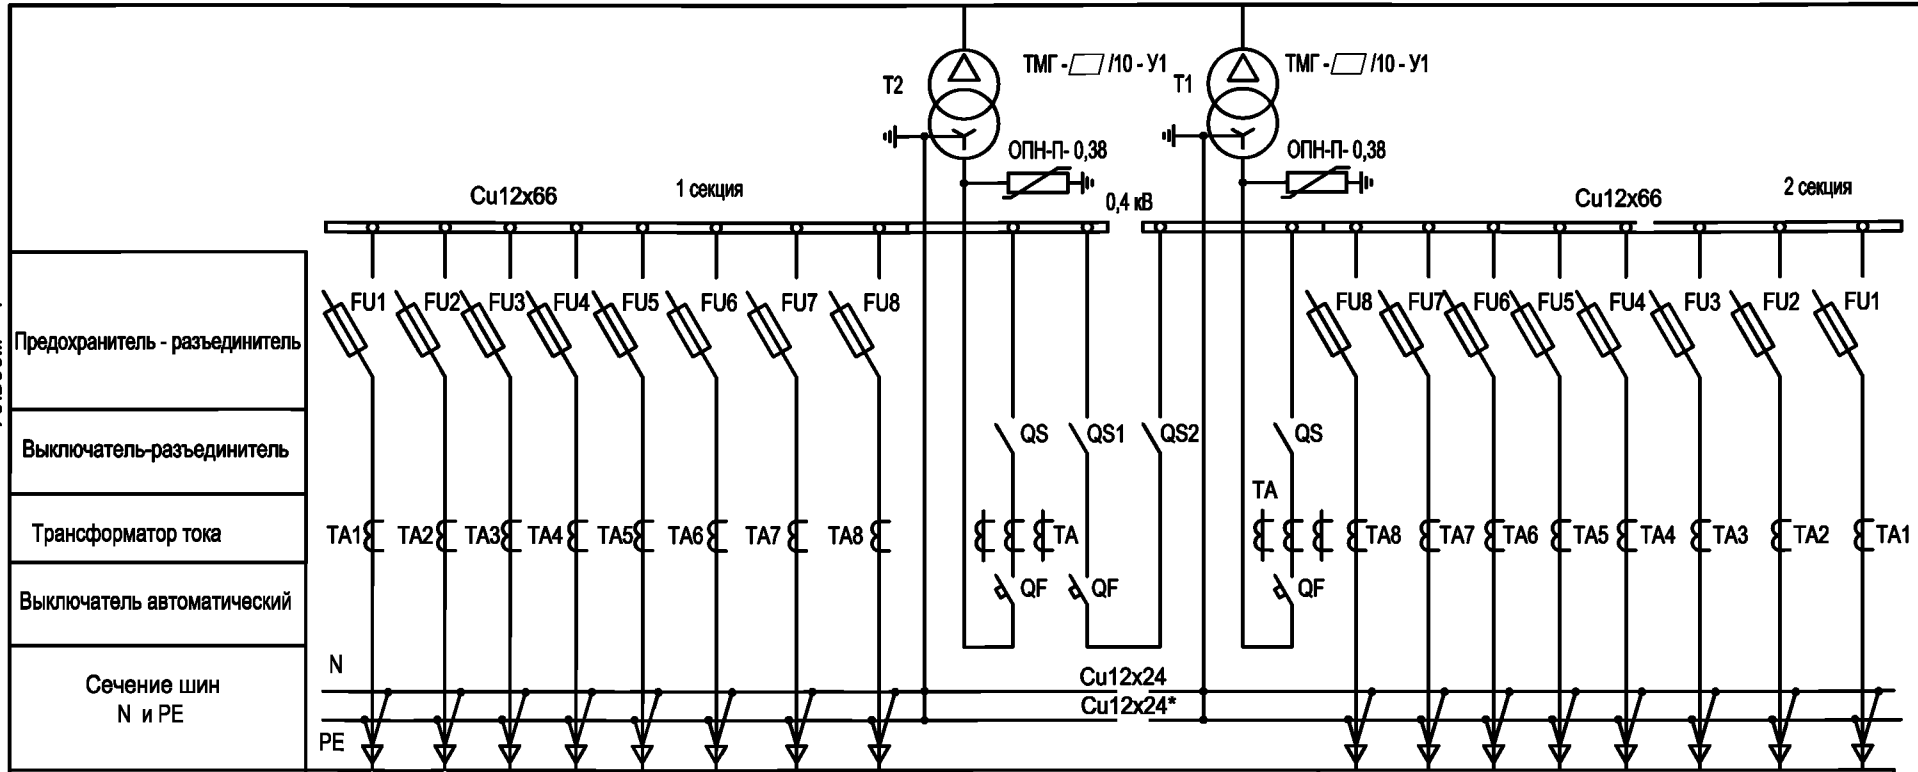 T2
ТМГ - /10 - У1
T1
ТМГ - /10 - У1
ОПН-П- 0,38
ОПН-П- 0,38
Cu12x66
1 секция
0,4 кВ
Cu12x66
2 секция
FU1 FU2 FU3 FU4 FU5 FU6 FU7 FU8
FU8 FU7 FU6 FU5 FU4 FU3 FU2 FU1
Предохранитель - разъединитель
Выключатель-разъединитель
QS QS1 QS2 QS
TA
Трансформатор тока
TA1 TA2 TA3 TA4 TA5 TA6 TA7 TA8 TA
TA8 TA7 TA6 TA5 TA4 TA3 TA2 TA1
Выключатель автоматический
QF QF QF
Сечение шин
N и PE
N
Cu12x24
Cu12x24*
PE